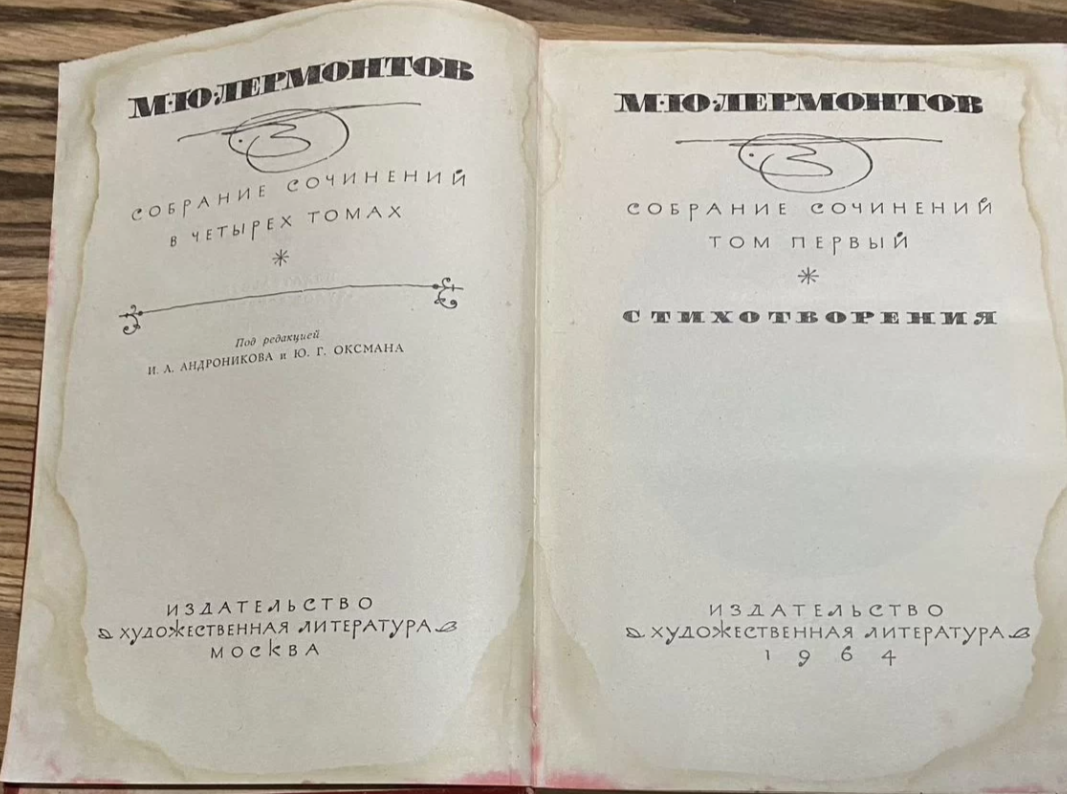 М·Ю·ЛЕРМОНТОВ
СОБРАНИЕ СОЧИНЕНИЙ
В ЧЕТЫРЕХ ТОМАХ
*
Под редакцией
И. Л. АНДРОНИКОВА и Ю. Г. ОКСМАНА
ИЗДАТЕЛЬСТВО
ХУДОЖЕСТВЕННАЯ ЛИТЕРАТУРА
МОСКВА
М·Ю·ЛЕРМОНТОВ
СОБРАНИЕ СОЧИНЕНИЙ
ТОМ ПЕРВЫЙ
*
СТИХОТВОРЕНИЯ
ИЗДАТЕЛЬСТВО
ХУДОЖЕСТВЕННАЯ ЛИТЕРАТУРА
1964